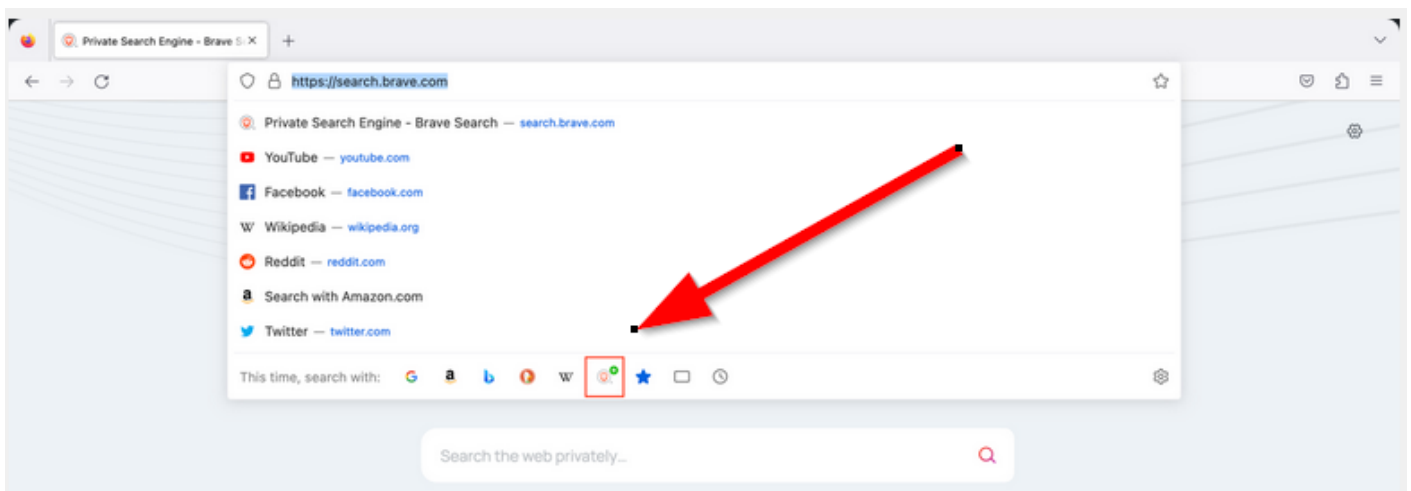 Private Search Engine - Brave S
https://search.brave.com
Private Search Engine - Brave Search — search.brave.com
YouTube — youtube.com
Facebook — facebook.com
W Wikipedia — wikipedia.org
Reddit — reddit.com
a Search with Amazon.com
Twitter — twitter.com
This time, search with: G a b W
Search the web privately...